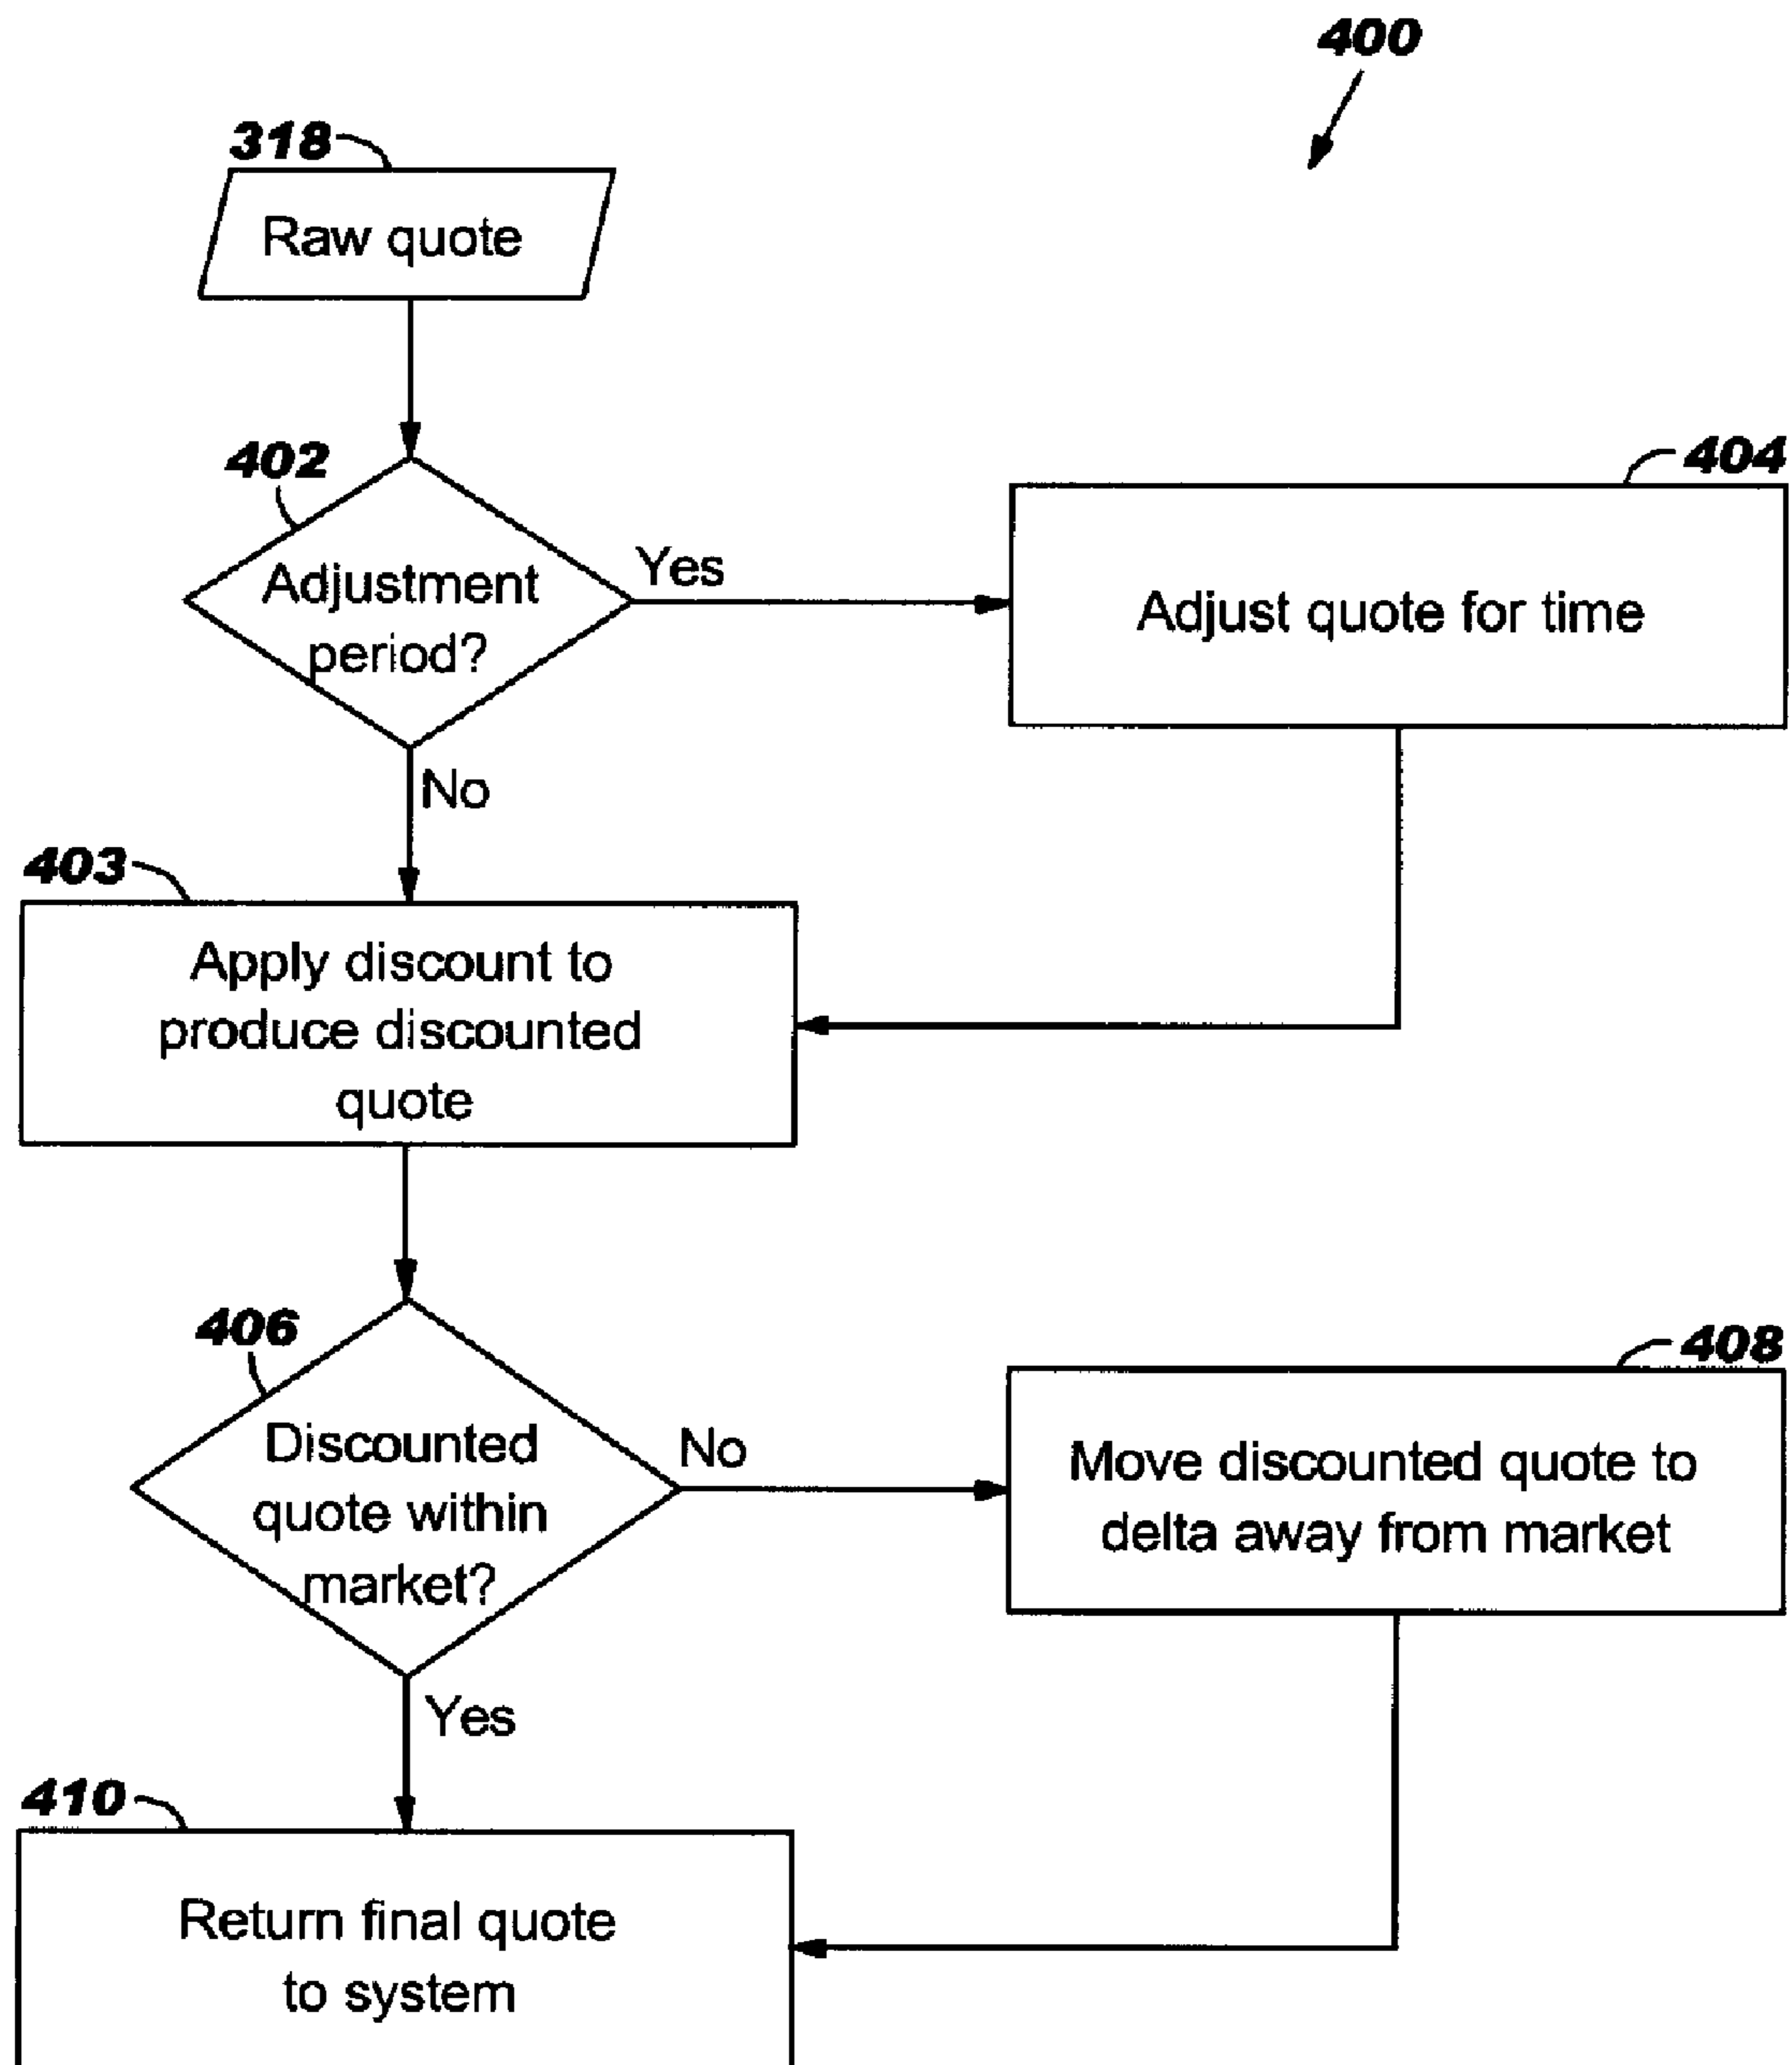 400
318
Raw quote
402
Adjustment
period?
Yes
404
Adjust quote for time
No
403
Apply discount to
produce discounted
quote
406
Discounted
quote within
market?
No
408
Move discounted quote to
delta away from market
Yes
410
Return final quote
to system